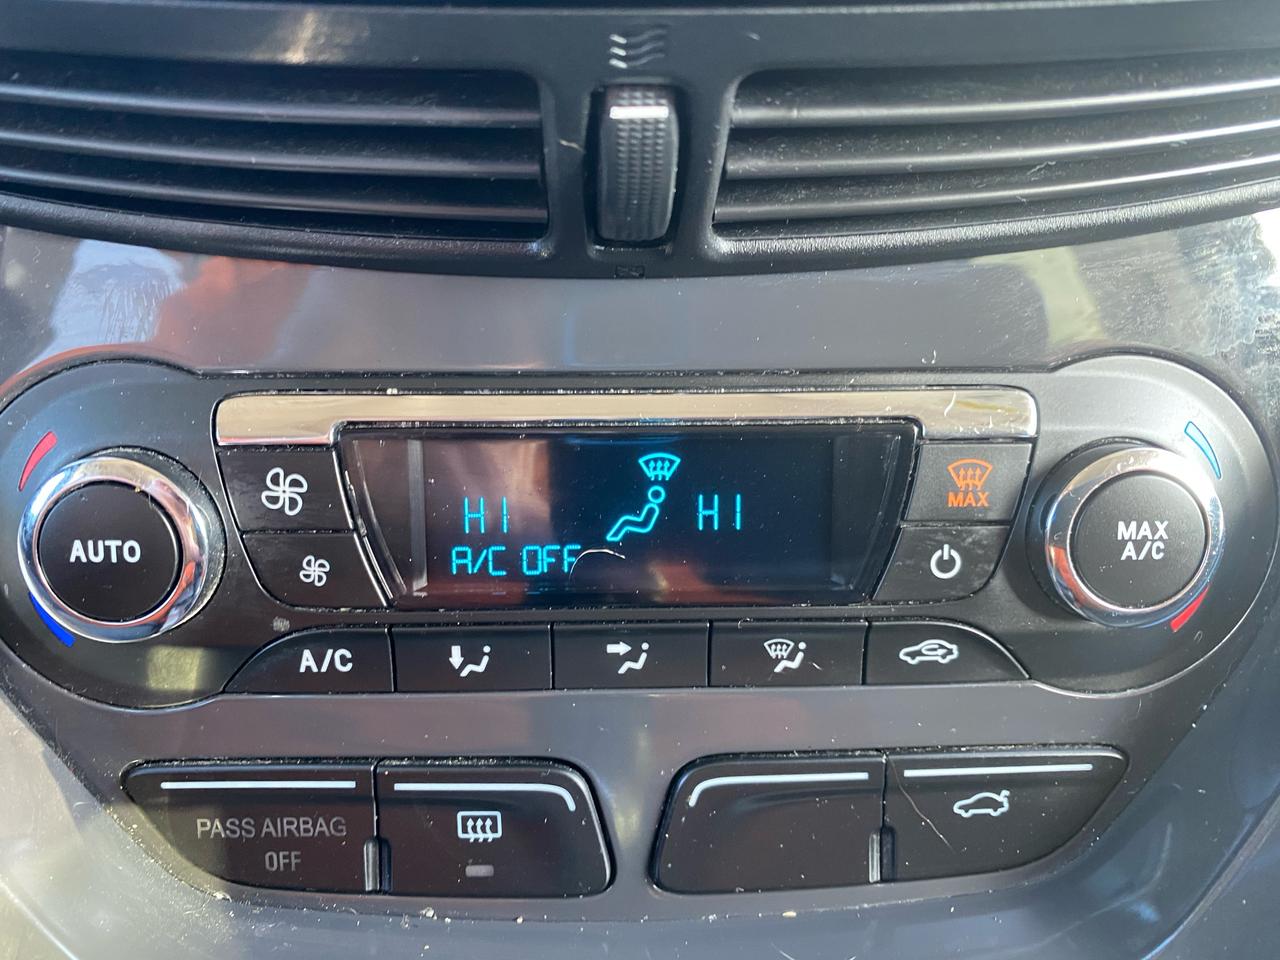 HI
HI
A/C OFF
MAX
AUTO
MAX
A/C
A/C
PASS AIRBAG
OFF